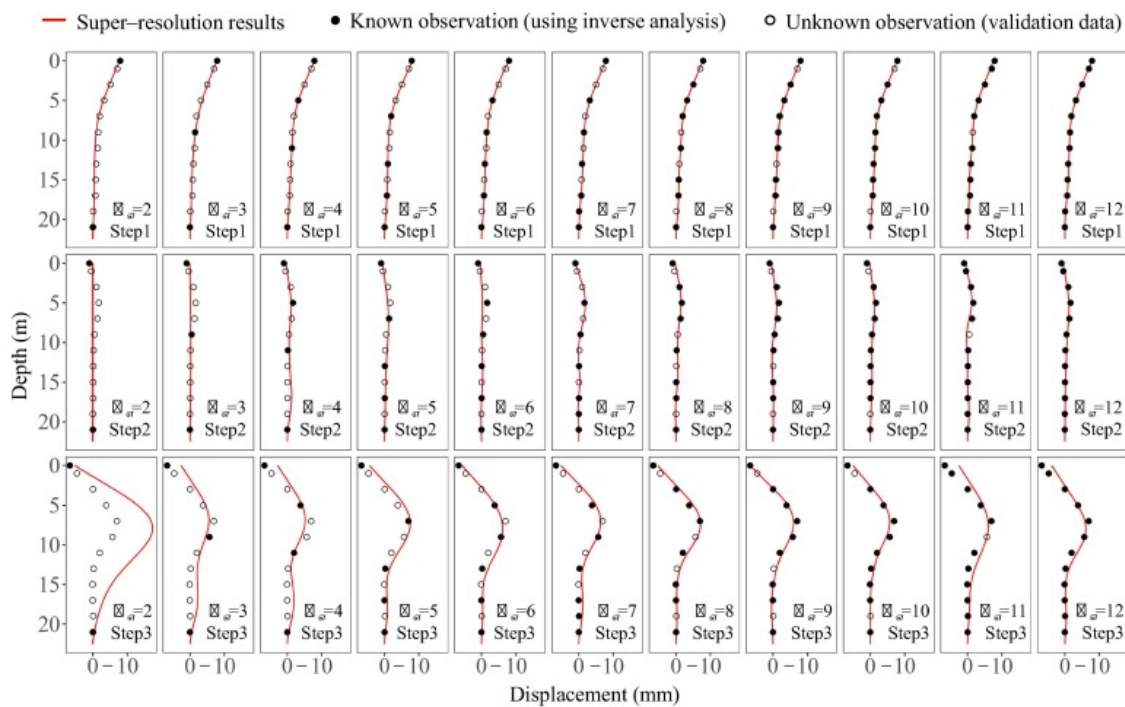 Super–resolution results ● Known observation (using inverse analysis) ○ Unknown observation (validation data)
0
5
10
15
20
=2 Step1
=3 Step1
=4 Step1
=5 Step1
=6 Step1
=7 Step1
=8 Step1
=9 Step1
=10 Step1
=11 Step1
=12 Step1
Depth (m)
0
5
10
15
20
=2 Step2
=3 Step2
=4 Step2
=5 Step2
=6 Step2
=7 Step2
=8 Step2
=9 Step2
=10 Step2
=11 Step2
=12 Step2
0
5
10
15
20
=2 Step3
=3 Step3
=4 Step3
=5 Step3
=6 Step3
=7 Step3
=8 Step3
=9 Step3
=10 Step3
=11 Step3
=12 Step3
0 –10 0 –10 0 –10 0 –10 0 –10 0 –10 0 –10 0 –10 0 –10 0 –10 0 –10
Displacement (mm)